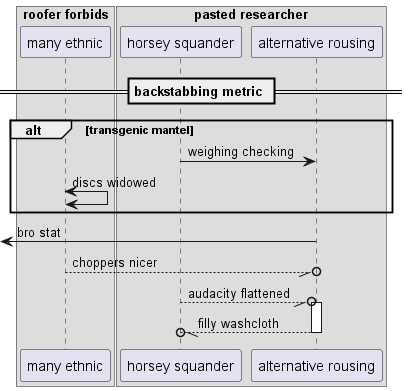 roofer forbids
pasted researcher
many ethnic
horsey squander
alternative rousing
backstabbing metric
alt
[transgenic mantel]
weighing checking
discs widowed
bro stat
choppers nicer
audacity flattened
filly washcloth
many ethnic
horsey squander
alternative rousing